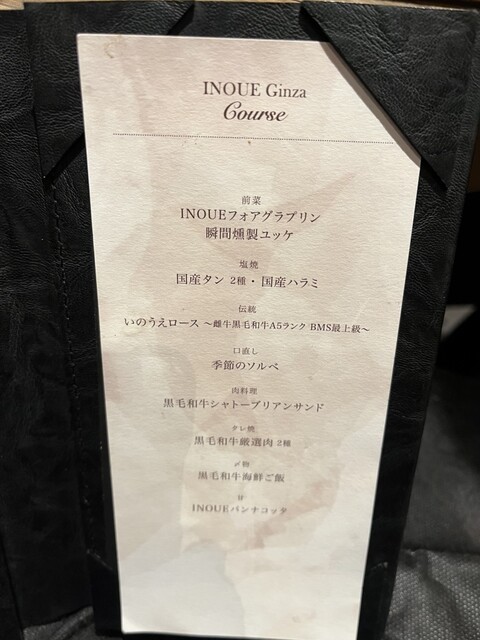 INOUE Ginza
Course
前菜
INOUEフォアグラプリン
瞬間燻製ユッケ
塩焼
国産タン 2種・国産ハラミ
伝統
いのうえロース 〜雌牛黒毛和牛A5ランク BMS最上級〜
口直し
季節のソルベ
肉料理
黒毛和牛シャトーブリアンサンド
タレ焼
黒毛和牛厳選肉 2種
〆物
黒毛和牛海鮮ご飯
甘
INOUEパンナコッタ